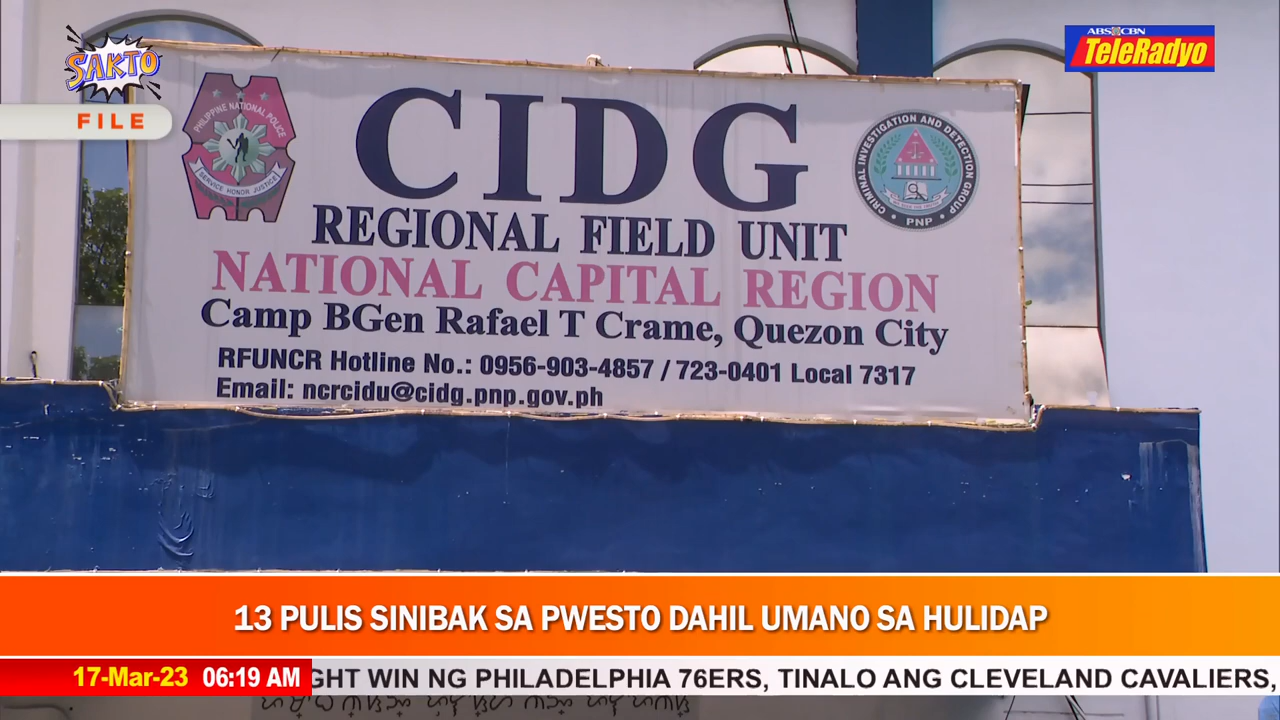 SAKTO
FILE
ABS-CBN
TeleRadyo
PHILIPPINE NATIONAL POLICE
SERVICE HONOR JUSTICE
CIDG
CRIMINAL INVESTIGATION AND DETECTION GROUP
PNP
REGIONAL FIELD UNIT
NATIONAL CAPITAL REGION
Camp BGen Rafael T Crame, Quezon City
RFUNCR Hotline No.: 0956-903-4857 / 723-0401 Local 7317
Email: ncrcidu@cidg.pnp.gov.ph
13 PULIS SINIBAK SA PWESTO DAHIL UMANO SA HULIDAP
17-Mar-23 06:19 AM
GHT WIN NG PHILADELPHIA 76ERS, TINALO ANG CLEVELAND CAVALIERS,